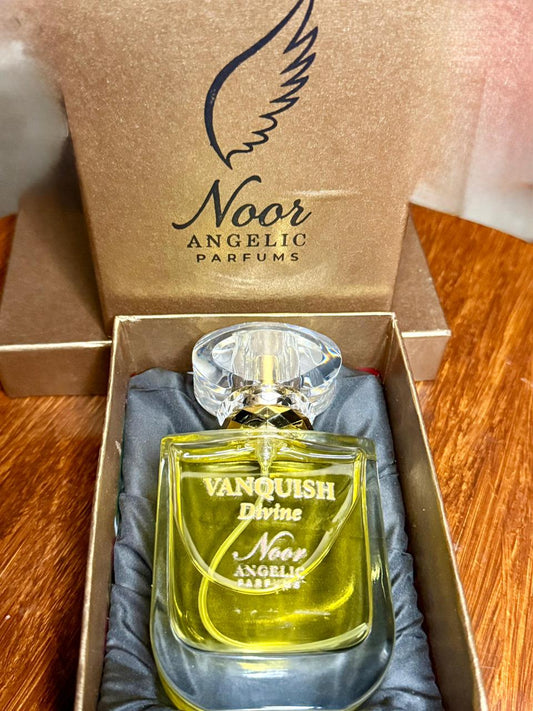 Noor
ANGELIC
PARFUMS
VANQUISH
Divine
Noor
ANGELIC
PARFUMS